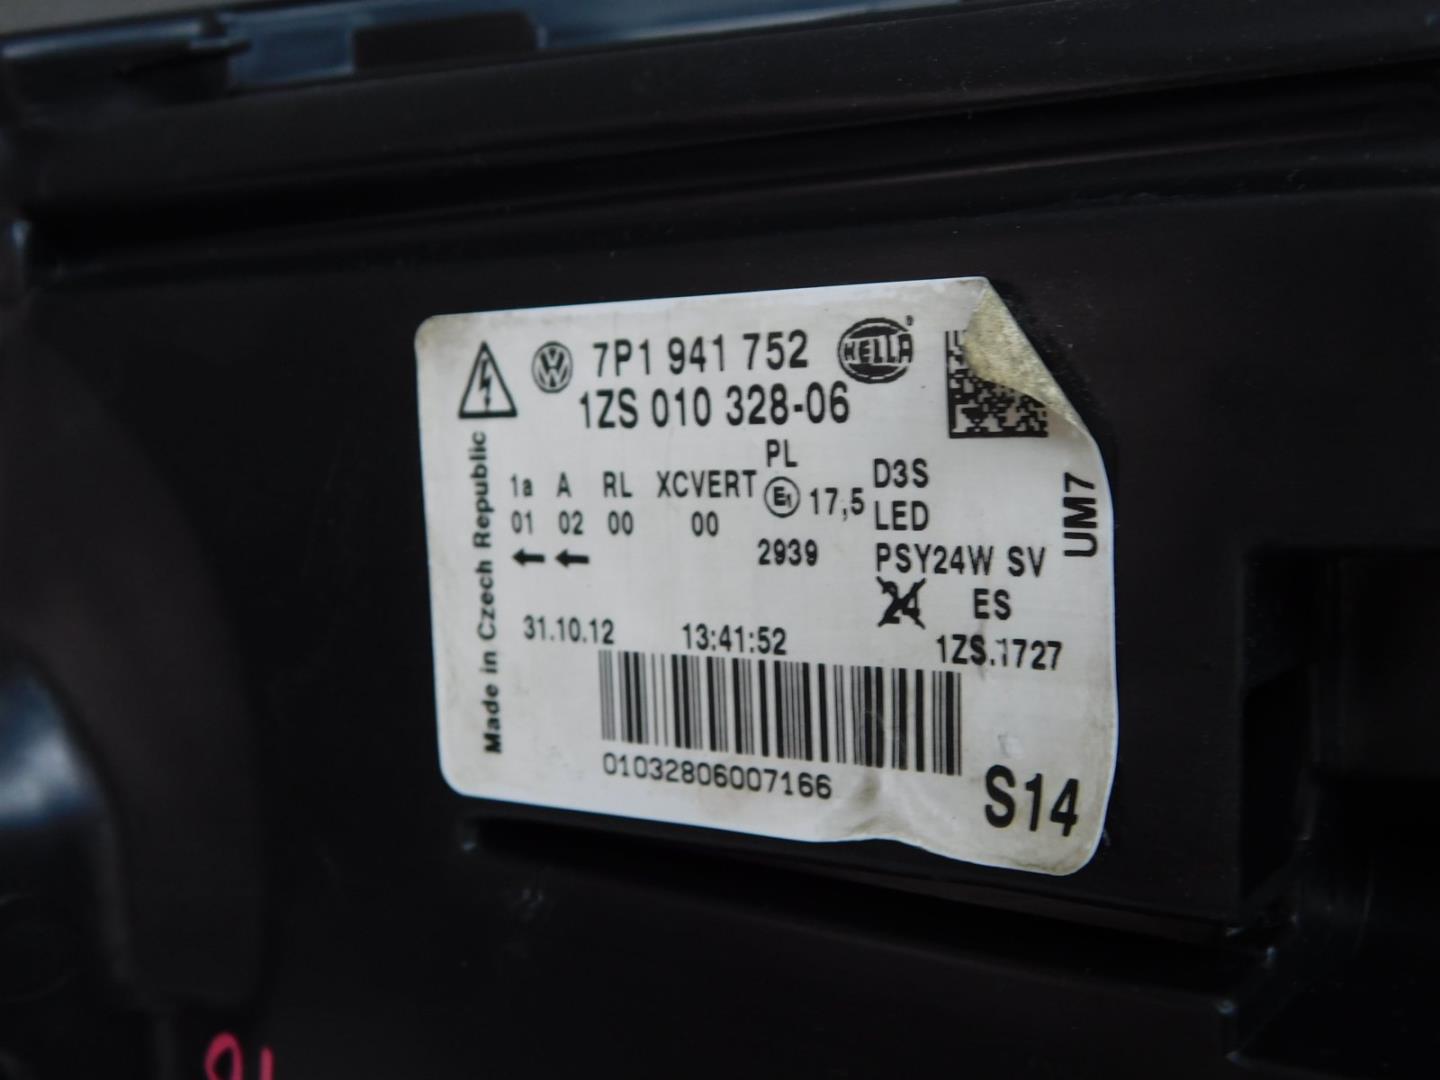 7P1 941 752 HELLA
1ZS 010 328-06
PL
1a A RL XCVERT E1 17,5 D3S
01 02 00 00 LED
2939 PSY24W SV
24 ES
31.10.12 13:41:52 1ZS.1727
01032806007166
S14
UM7
Made in Czech Republic